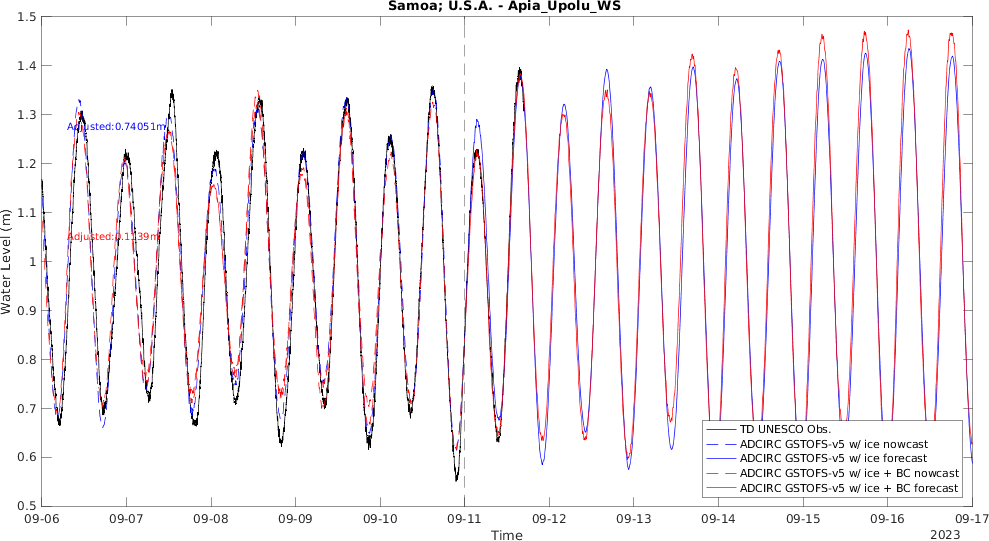 Samoa; U.S.A. - Apia_Upolu_WS
1.5
1.4
1.3
1.2
1.1
1
0.9
0.8
0.7
0.6
0.5
Water Level (m)
Adjusted:0.74051m
Adjusted:0.1139m
TD UNESCO Obs.
ADCIRC GSTOFS-v5 w/ ice nowcast
ADCIRC GSTOFS-v5 w/ ice forecast
ADCIRC GSTOFS-v5 w/ ice + BC nowcast
ADCIRC GSTOFS-v5 w/ ice + BC forecast
09-06 09-07 09-08 09-09 09-10 09-11 09-12 09-13 09-14 09-15 09-16 09-17
Time
2023